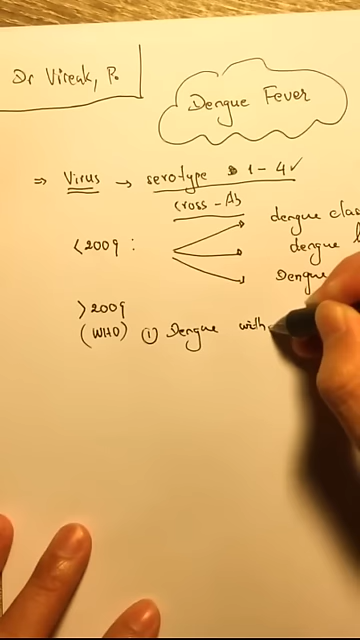 Dr Vireak, P.
Dengue Fever
⇒ Virus → serotype 1-4 ✓
cross-Ab
dengue clas
<2009 :
dengue
Dengue
>2009
(WHO) ① Dengue with